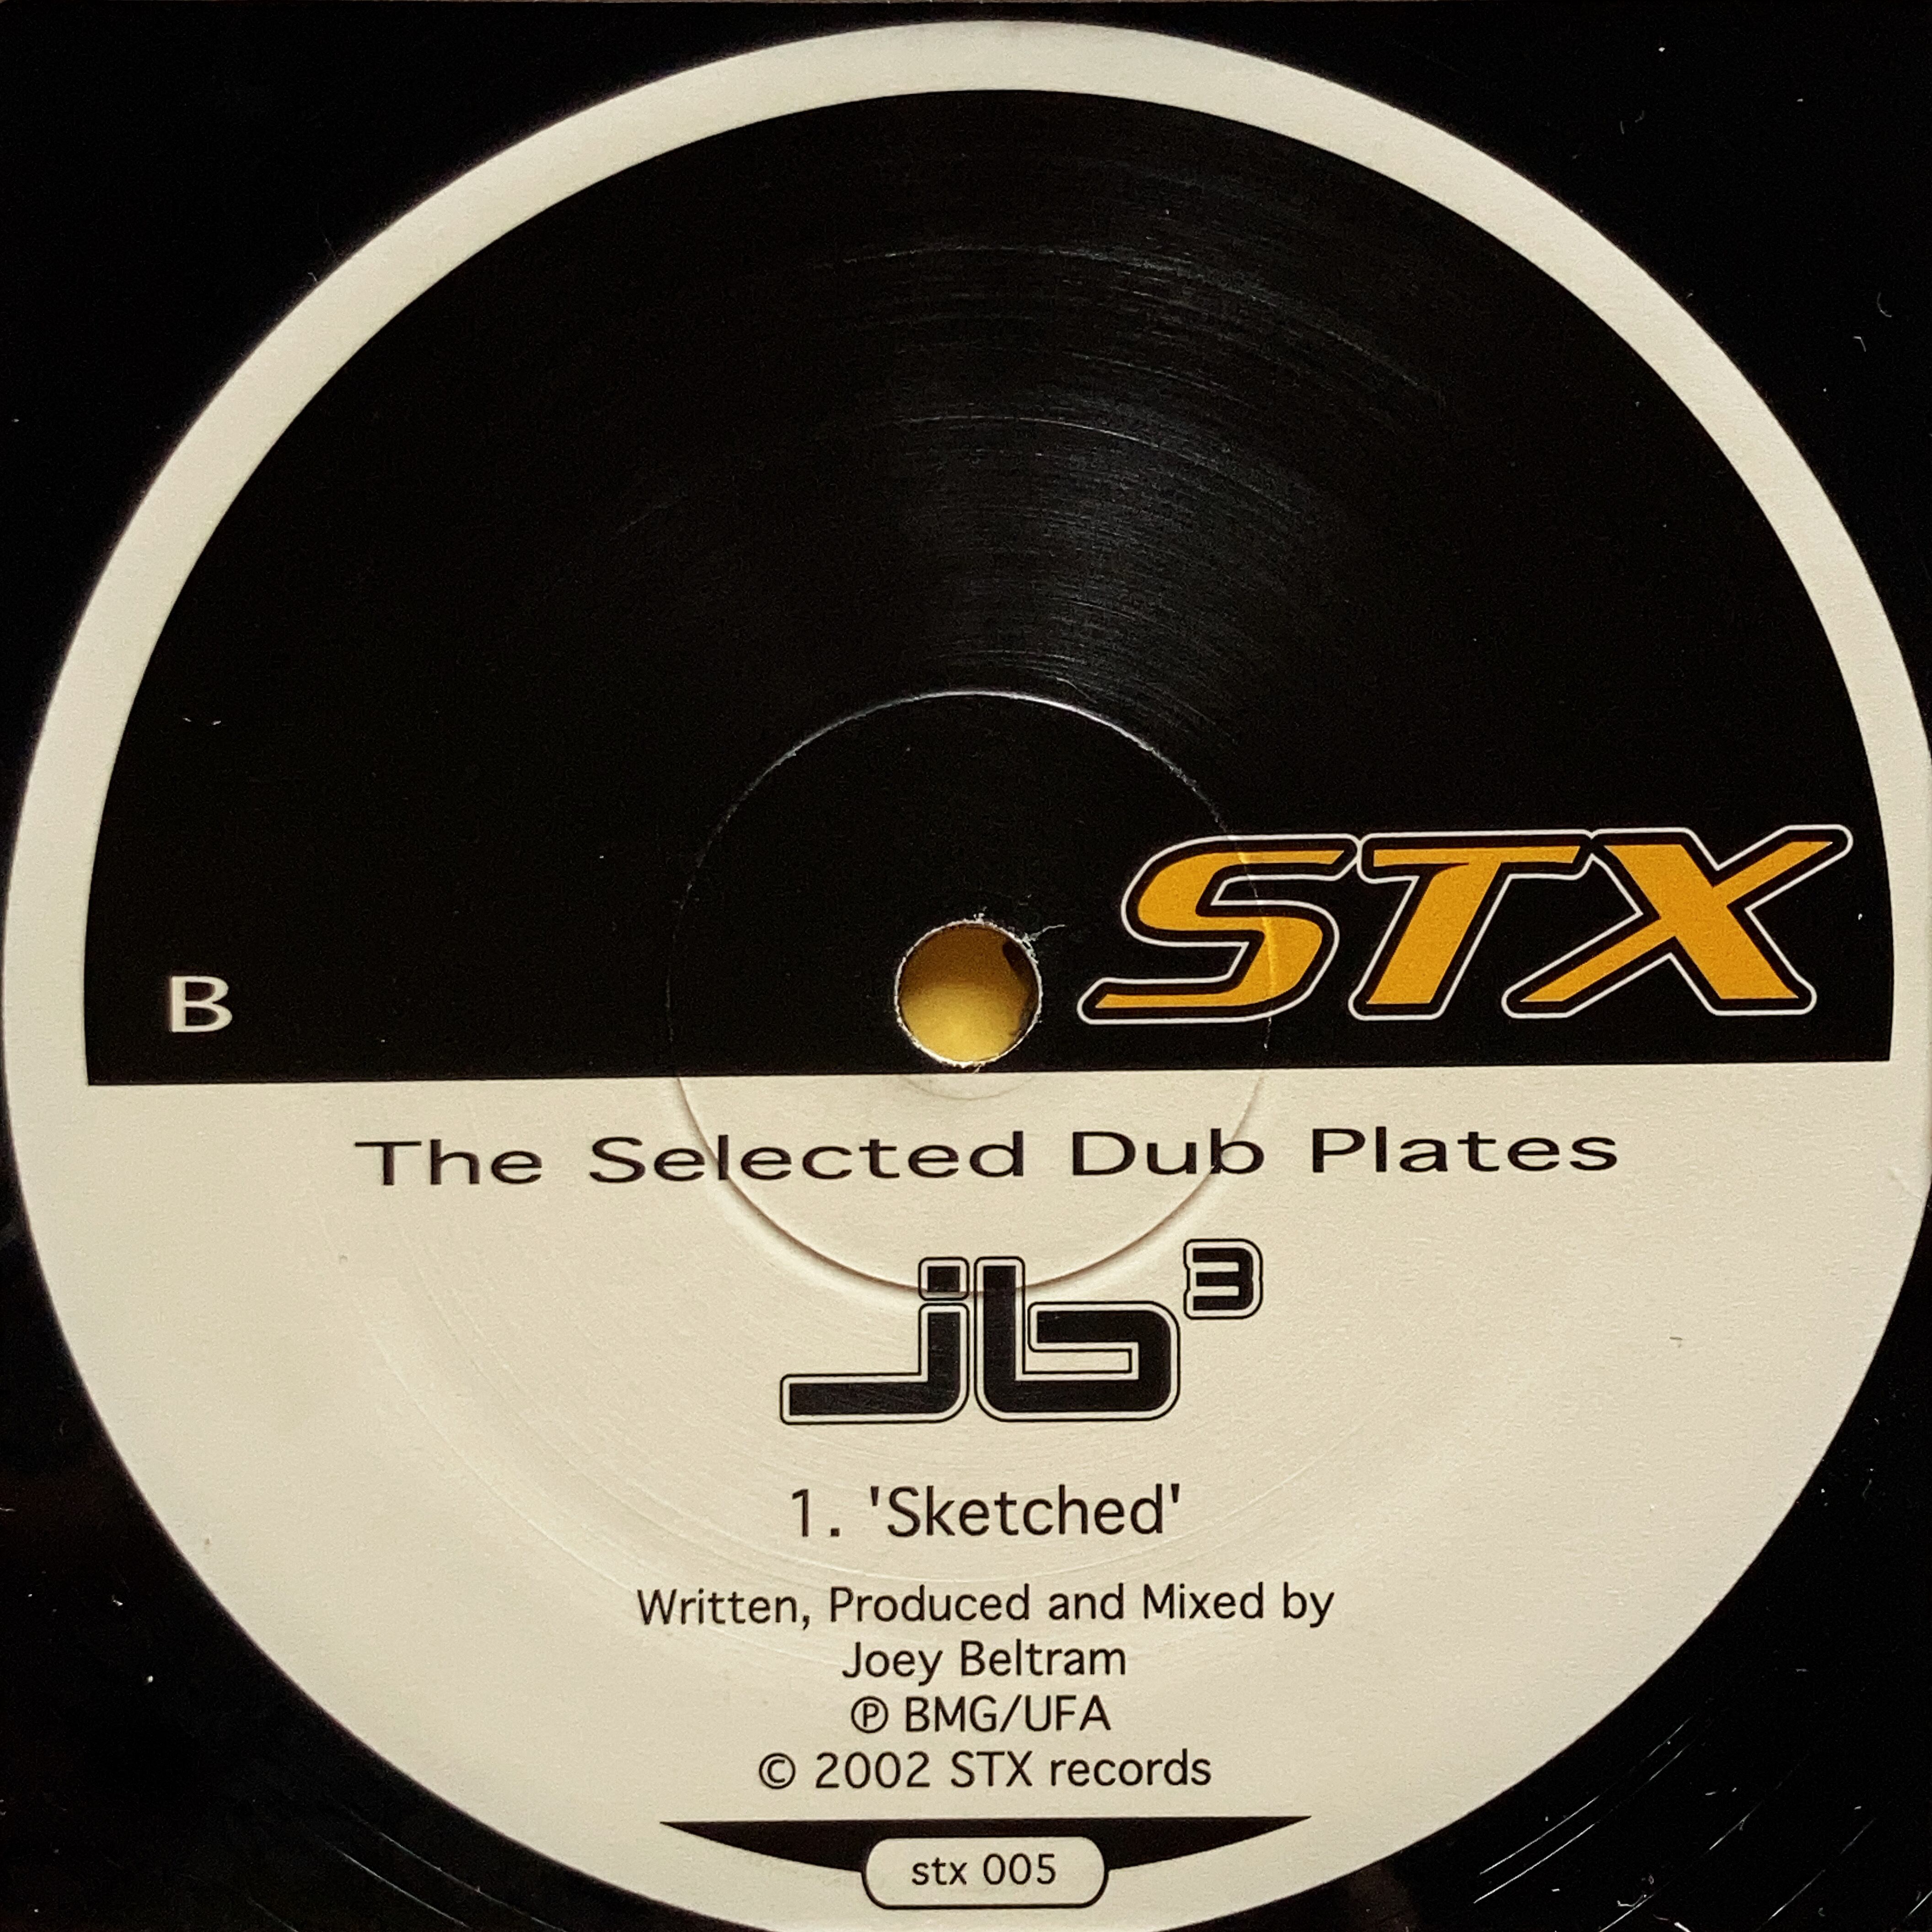 STX
B
The Selected Dub Plates
jb³
1. 'Sketched'
Written, Produced and Mixed by
Joey Beltram
℗ BMG/UFA
© 2002 STX records
stx 005